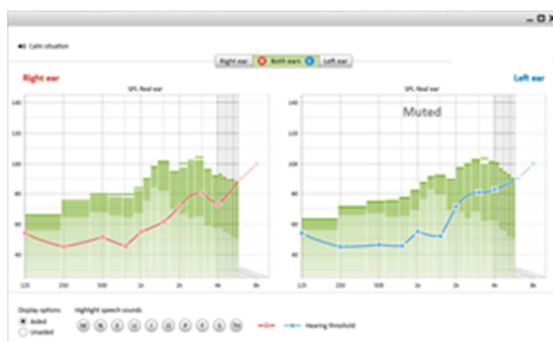 Calm situation
Right ear Both ears Left ear
Right ear
Left ear
SPL Real ear
SPL Real ear
Muted
140
120
100
80
60
40
140
120
100
80
60
40
125 250 500 1k 2k 4k 8k
125 250 500 1k 2k 4k 8k
Display options:
Aided
Unaided
Highlight speech sounds:
M N E U I O P F S TH
Hearing threshold